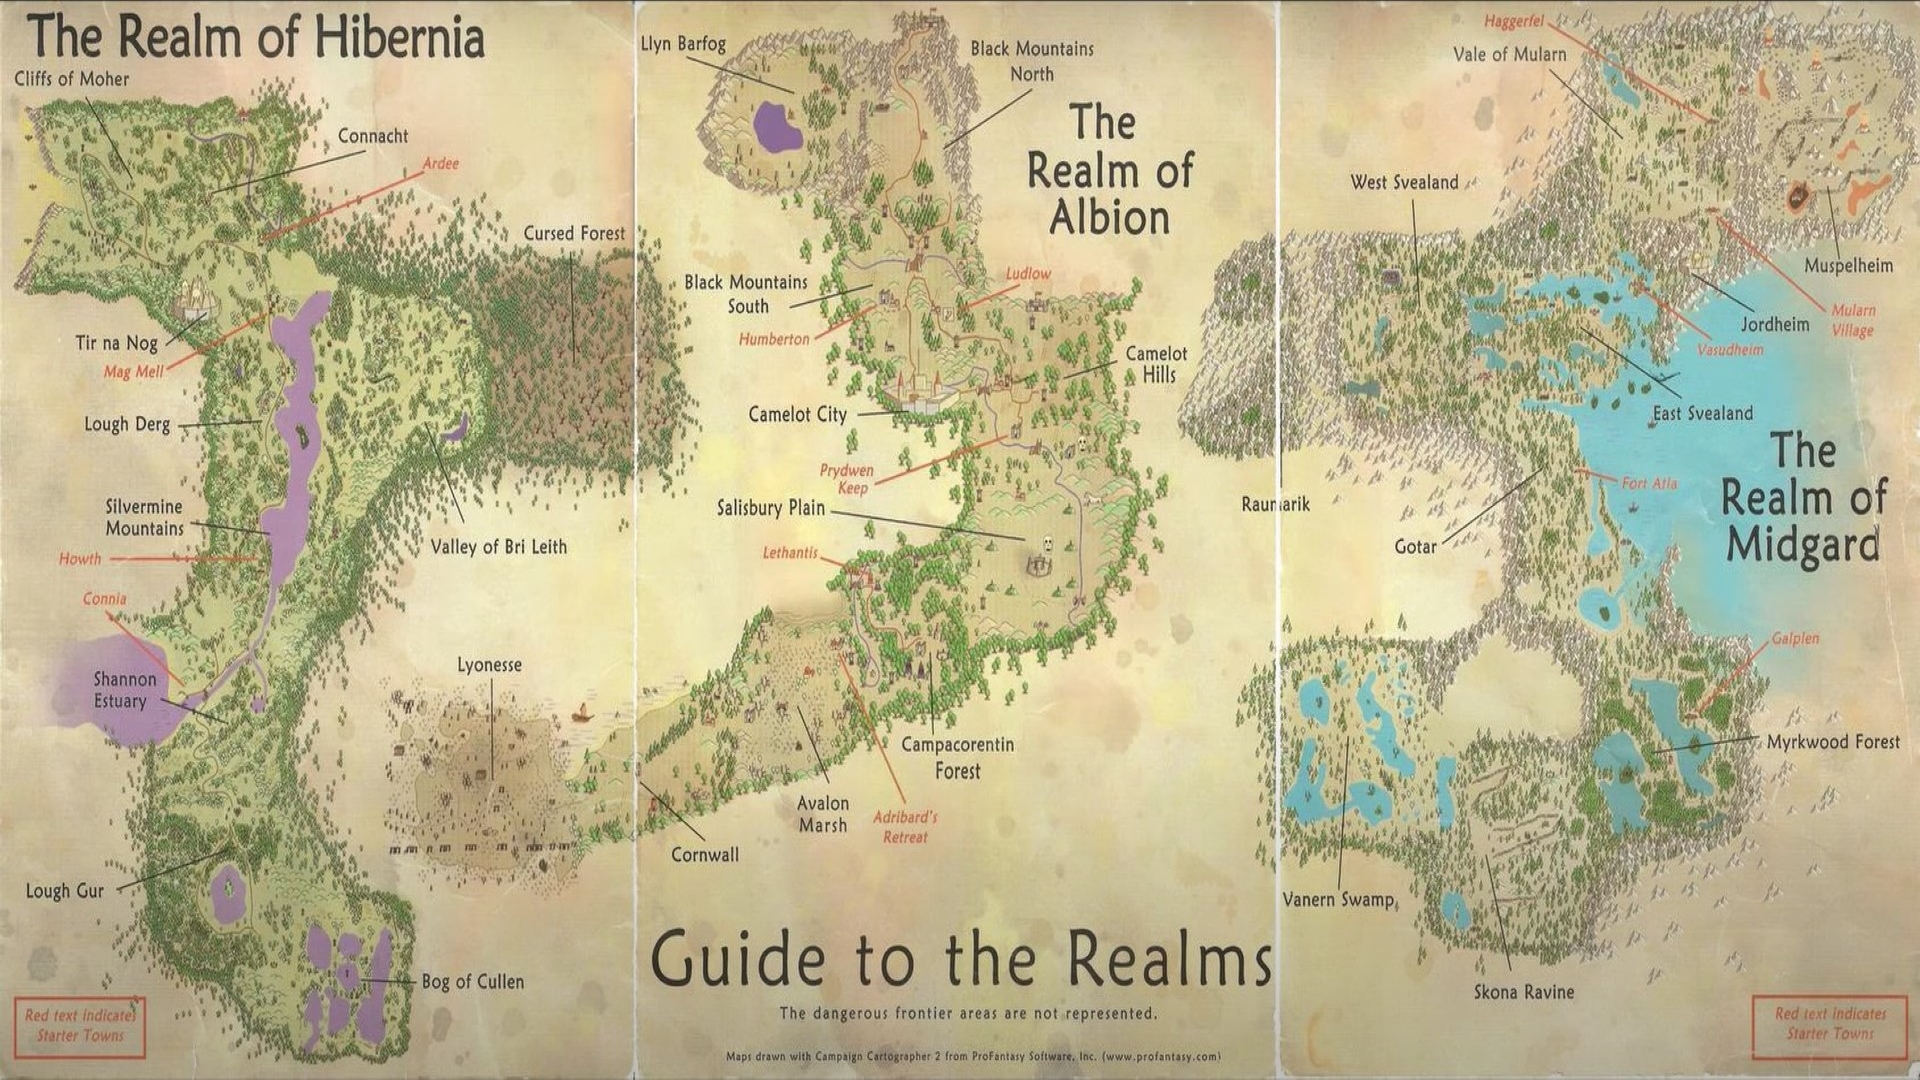 The Realm of Hibernia
Cliffs of Moher
Connacht
Ardee
Cursed Forest
Tir na Nog
Mag Mell
Lough Derg
Silvermine
Mountains
Howth
Valley of Bri Leith
Connla
Shannon
Estuary
Lyonesse
Lough Gur
Bog of Cullen
Red text indicates
Starter Towns
Llyn Barfog
Black Mountains
North
The
Realm of
Albion
Black Mountains
South
Ludlow
Humberton
Camelot
Hills
Camelot City
Prydwen
Keep
Salisbury Plain
Lethantis
Campacorentin
Forest
Avalon
Marsh
Adribard's
Retreat
Cornwall
Guide to the Realms
The dangerous frontier areas are not represented.
Maps drawn with Campaign Cartographer 2 from ProFantasy Software, Inc. (www.profantasy.com)
Haggerfel
Vale of Mularn
West Svealand
Muspelheim
Mularn
Village
Jordheim
Vasudheim
East Svealand
The
Realm of
Midgard
Fort Atla
Raumarik
Gotar
Galplen
Myrkwood Forest
Vanern Swamp
Skona Ravine
Red text indicates
Starter Towns